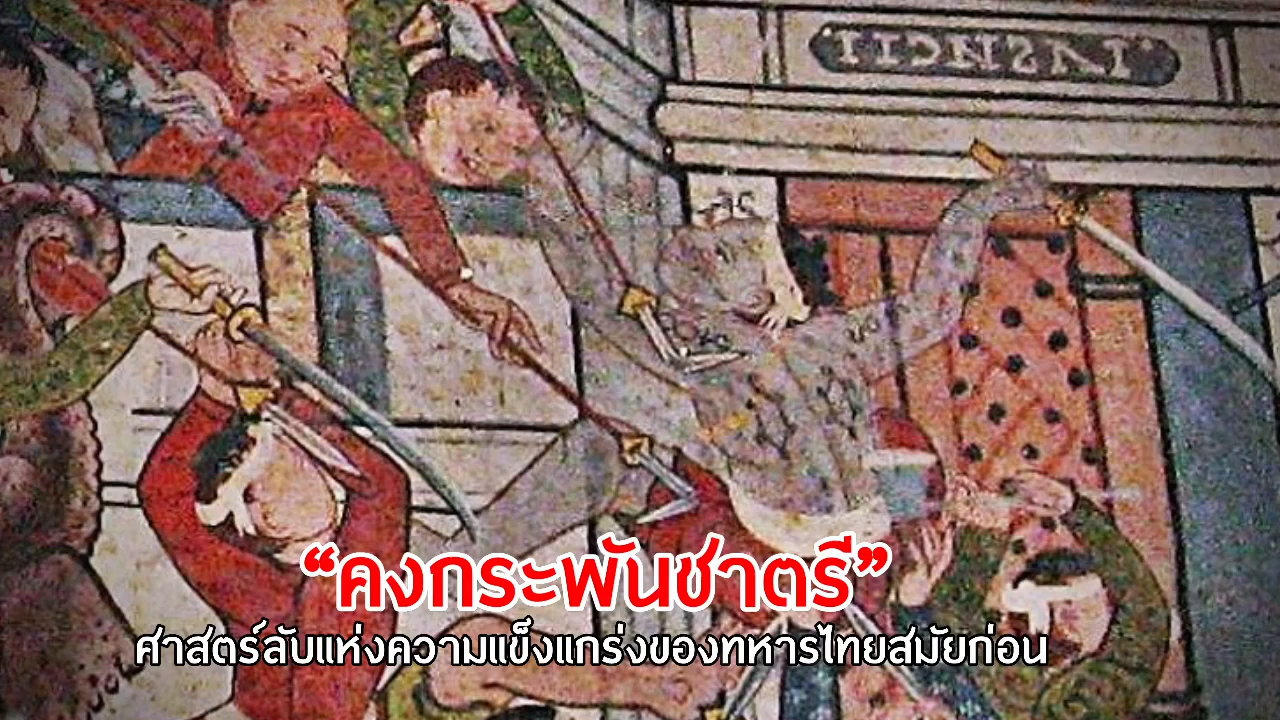 “คงกระพันชาตรี”
ศาสตร์ลับแห่งความแข็งแกร่งของทหารไทยสมัยก่อน